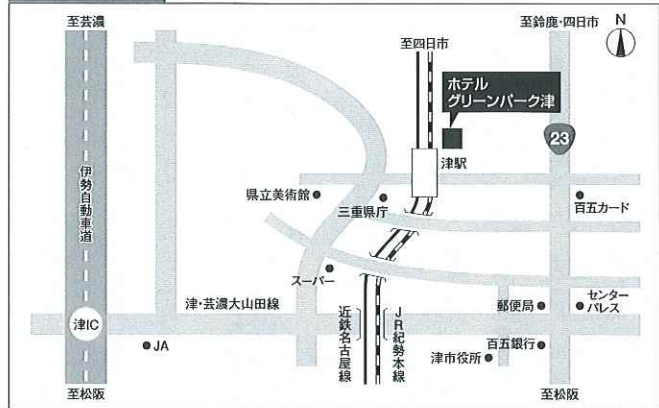 至芸濃
至鈴鹿・四日市
N
至四日市
ホテル
グリーンパーク津
23
津駅
伊勢自動車道
県立美術館
三重県庁
百五カード
スーパー
津・芸濃大山田線
近鉄名古屋線
JR紀勢本線
郵便局
センター
パレス
津IC
JA
津市役所
百五銀行
至松阪
至松阪